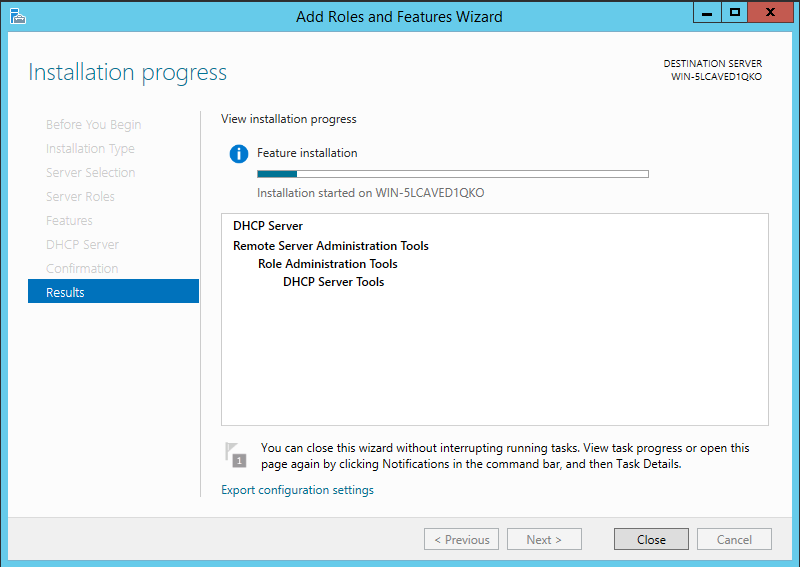 Add Roles and Features Wizard
Installation progress
DESTINATION SERVER
WIN-5LCAVED1QKO
Before You Begin
Installation Type
Server Selection
Server Roles
Features
DHCP Server
Confirmation
Results
View installation progress
Feature installation
Installation started on WIN-5LCAVED1QKO
DHCP Server
Remote Server Administration Tools
Role Administration Tools
DHCP Server Tools
1
You can close this wizard without interrupting running tasks. View task progress or open this
page again by clicking Notifications in the command bar, and then Task Details.
Export configuration settings
< Previous
Next >
Close
Cancel